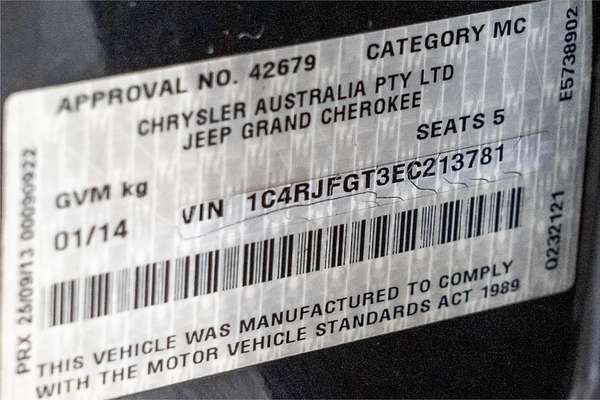 APPROVAL NO. 42679 CATEGORY MC
CHRYSLER AUSTRALIA PTY LTD
JEEP GRAND CHEROKEE
SEATS 5
GVM kg
VIN 1C4RJFGT3EC213781
01/14
THIS VEHICLE WAS MANUFACTURED TO COMPLY
WITH THE MOTOR VEHICLE STANDARDS ACT 1989
PRX 25/09/13 00090922
E5738902
Q232121